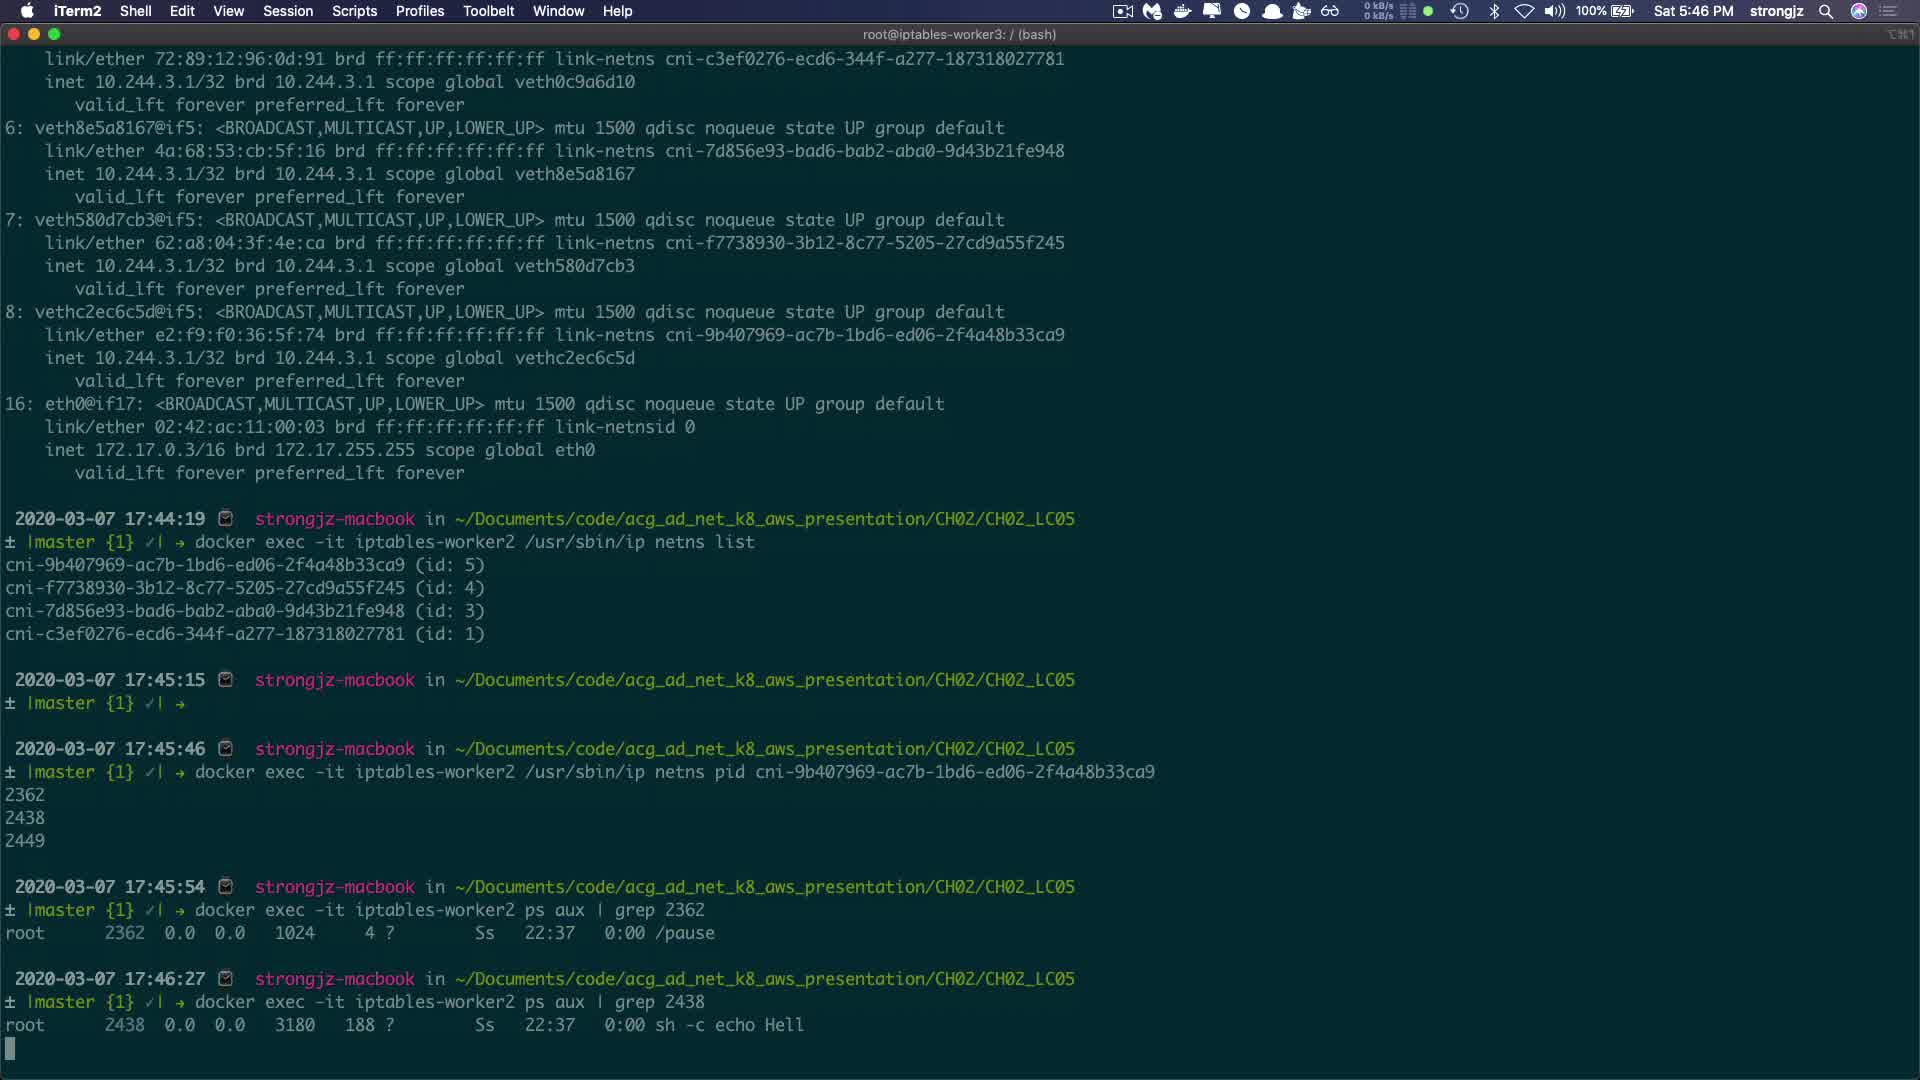 iTerm2 Shell Edit View Session Scripts Profiles Toolbelt Window Help 0 kB/s 0 kB/s 100% Sat 5:46 PM strongjz
root@iptables-worker3: / (bash) ⌥⌘1
link/ether 72:89:12:96:0d:91 brd ff:ff:ff:ff:ff:ff link-netns cni-c3ef0276-ecd6-344f-a277-187318027781
inet 10.244.3.1/32 brd 10.244.3.1 scope global veth0c9a6d10
valid_lft forever preferred_lft forever
6: veth8e5a8167@if5: <BROADCAST,MULTICAST,UP,LOWER_UP> mtu 1500 qdisc noqueue state UP group default
link/ether 4a:68:53:cb:5f:16 brd ff:ff:ff:ff:ff:ff link-netns cni-7d856e93-bad6-bab2-aba0-9d43b21fe948
inet 10.244.3.1/32 brd 10.244.3.1 scope global veth8e5a8167
valid_lft forever preferred_lft forever
7: veth580d7cb3@if5: <BROADCAST,MULTICAST,UP,LOWER_UP> mtu 1500 qdisc noqueue state UP group default
link/ether 62:a8:04:3f:4e:ca brd ff:ff:ff:ff:ff:ff link-netns cni-f7738930-3b12-8c77-5205-27cd9a55f245
inet 10.244.3.1/32 brd 10.244.3.1 scope global veth580d7cb3
valid_lft forever preferred_lft forever
8: vethc2ec6c5d@if5: <BROADCAST,MULTICAST,UP,LOWER_UP> mtu 1500 qdisc noqueue state UP group default
link/ether e2:f9:f0:36:5f:74 brd ff:ff:ff:ff:ff:ff link-netns cni-9b407969-ac7b-1bd6-ed06-2f4a48b33ca9
inet 10.244.3.1/32 brd 10.244.3.1 scope global vethc2ec6c5d
valid_lft forever preferred_lft forever
16: eth0@if17: <BROADCAST,MULTICAST,UP,LOWER_UP> mtu 1500 qdisc noqueue state UP group default
link/ether 02:42:ac:11:00:03 brd ff:ff:ff:ff:ff:ff link-netnsid 0
inet 172.17.0.3/16 brd 172.17.255.255 scope global eth0
valid_lft forever preferred_lft forever
2020-03-07 17:44:19 strongjz-macbook in ~/Documents/code/acg_ad_net_k8_aws_presentation/CH02/CH02_LC05
± |master {1} ✓| → docker exec -it iptables-worker2 /usr/sbin/ip netns list
cni-9b407969-ac7b-1bd6-ed06-2f4a48b33ca9 (id: 5)
cni-f7738930-3b12-8c77-5205-27cd9a55f245 (id: 4)
cni-7d856e93-bad6-bab2-aba0-9d43b21fe948 (id: 3)
cni-c3ef0276-ecd6-344f-a277-187318027781 (id: 1)
2020-03-07 17:45:15 strongjz-macbook in ~/Documents/code/acg_ad_net_k8_aws_presentation/CH02/CH02_LC05
± |master {1} ✓| →
2020-03-07 17:45:46 strongjz-macbook in ~/Documents/code/acg_ad_net_k8_aws_presentation/CH02/CH02_LC05
± |master {1} ✓| → docker exec -it iptables-worker2 /usr/sbin/ip netns pid cni-9b407969-ac7b-1bd6-ed06-2f4a48b33ca9
2362
2438
2449
2020-03-07 17:45:54 strongjz-macbook in ~/Documents/code/acg_ad_net_k8_aws_presentation/CH02/CH02_LC05
± |master {1} ✓| → docker exec -it iptables-worker2 ps aux | grep 2362
root 2362 0.0 0.0 1024 4 ? Ss 22:37 0:00 /pause
2020-03-07 17:46:27 strongjz-macbook in ~/Documents/code/acg_ad_net_k8_aws_presentation/CH02/CH02_LC05
± |master {1} ✓| → docker exec -it iptables-worker2 ps aux | grep 2438
root 2438 0.0 0.0 3180 188 ? Ss 22:37 0:00 sh -c echo Hell